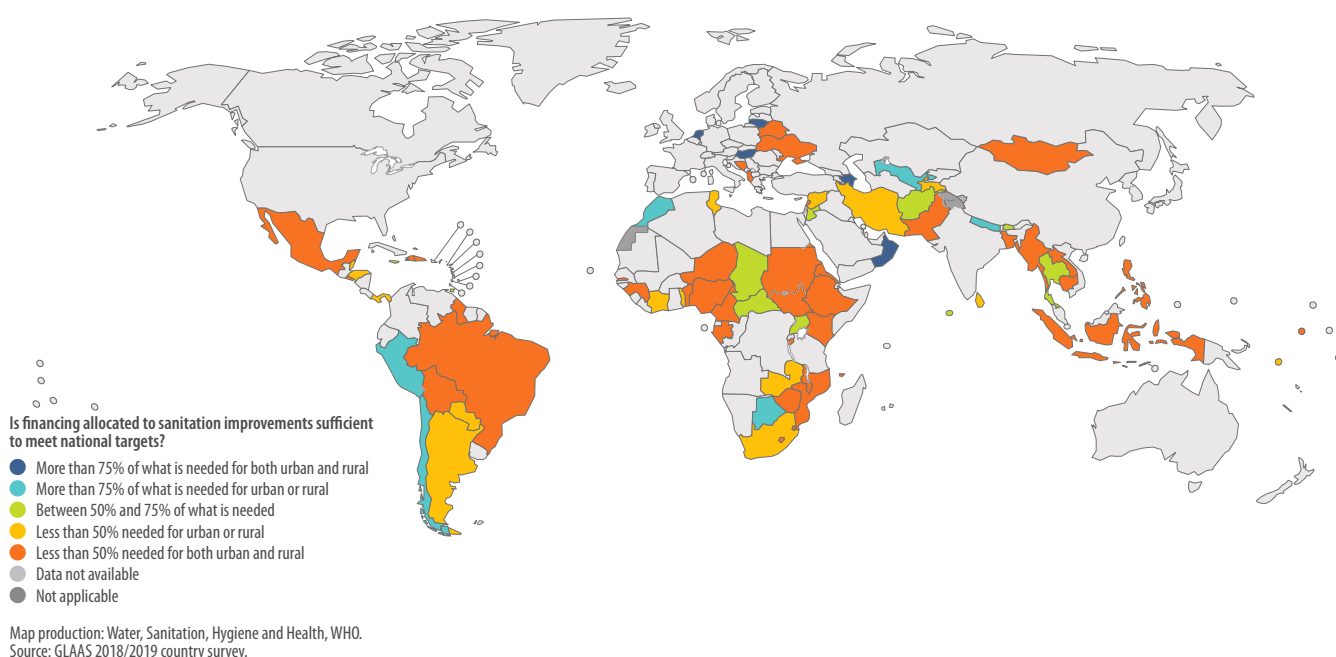 Is financing allocated to sanitation improvements sufficient
to meet national targets?
More than 75% of what is needed for both urban and rural
More than 75% of what is needed for urban or rural
Between 50% and 75% of what is needed
Less than 50% needed for urban or rural
Less than 50% needed for both urban and rural
Data not available
Not applicable
Map production: Water, Sanitation, Hygiene and Health, WHO.
Source: GLAAS 2018/2019 country survey.